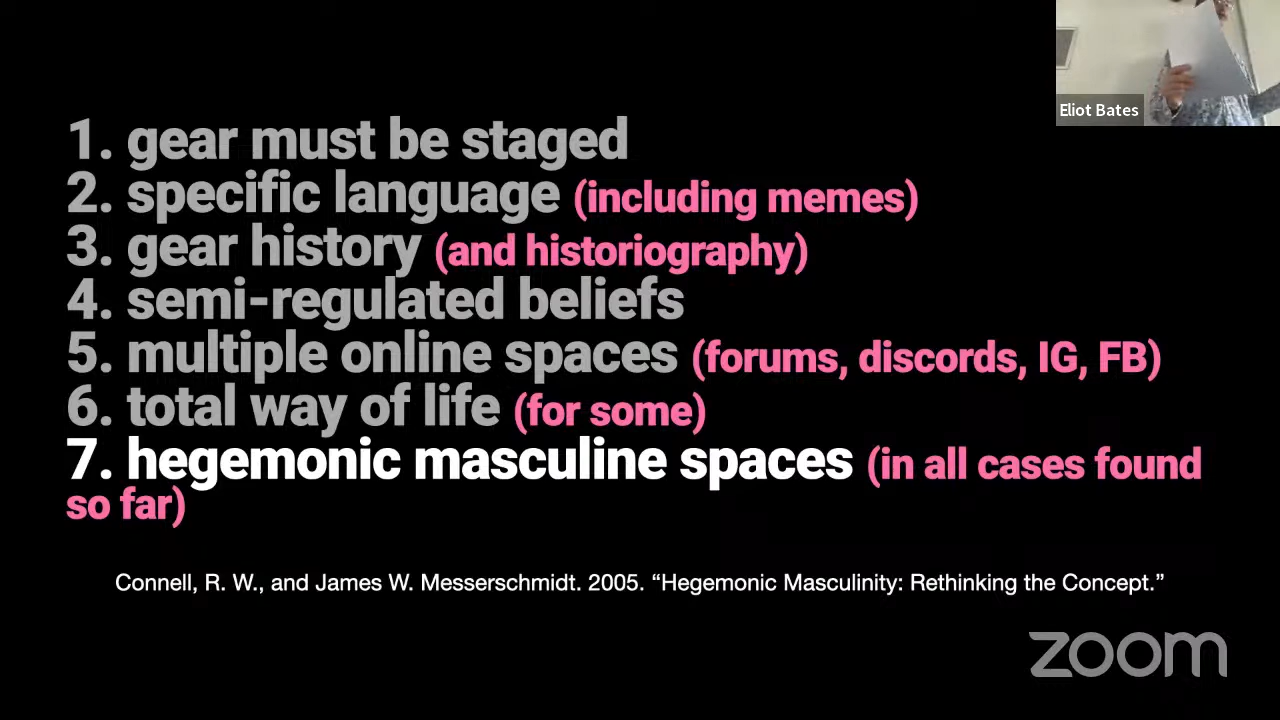 Eliot Bates
1. gear must be staged
2. specific language (including memes)
3. gear history (and historiography)
4. semi-regulated beliefs
5. multiple online spaces (forums, discords, IG, FB)
6. total way of life (for some)
7. hegemonic masculine spaces (in all cases found
so far)
Connell, R. W., and James W. Messerschmidt. 2005. “Hegemonic Masculinity: Rethinking the Concept.”
zoom